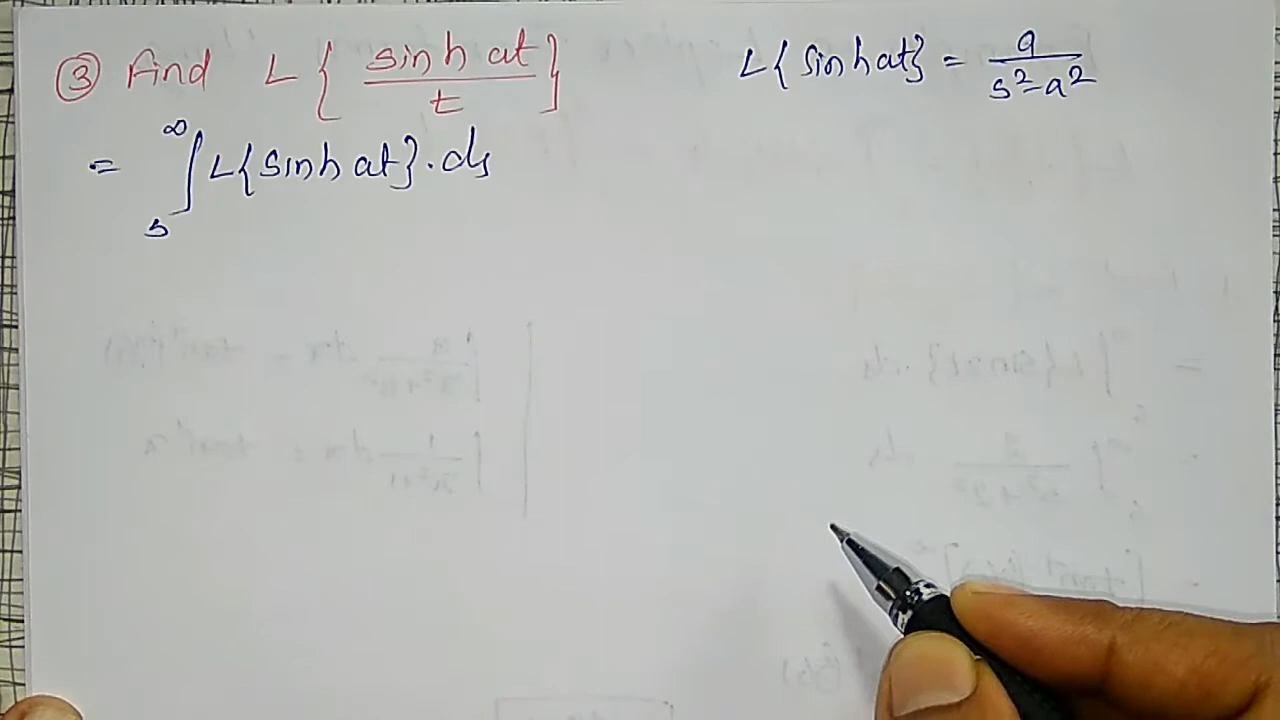 ③ Find L { sinh at / t }
L{ sinh at} = a / s² - a²
= ∞ ∫ s L{sinh at} . ds